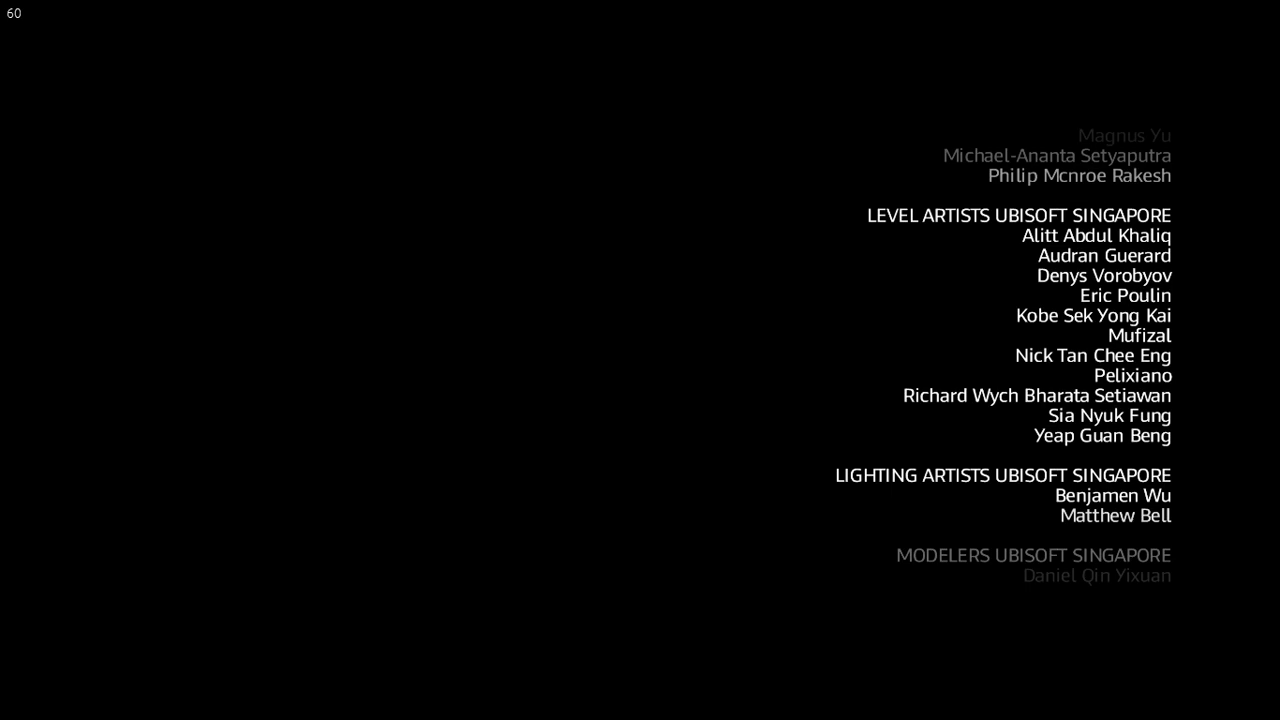 60
Magnus Yu
Michael-Ananta Setyaputra
Philip Mcnroe Rakesh
LEVEL ARTISTS UBISOFT SINGAPORE
Alitt Abdul Khaliq
Audran Guerard
Denys Vorobyov
Eric Poulin
Kobe Sek Yong Kai
Mufizal
Nick Tan Chee Eng
Pelixiano
Richard Wych Bharata Setiawan
Sia Nyuk Fung
Yeap Guan Beng
LIGHTING ARTISTS UBISOFT SINGAPORE
Benjamen Wu
Matthew Bell
MODELERS UBISOFT SINGAPORE
Daniel Qin Yixuan